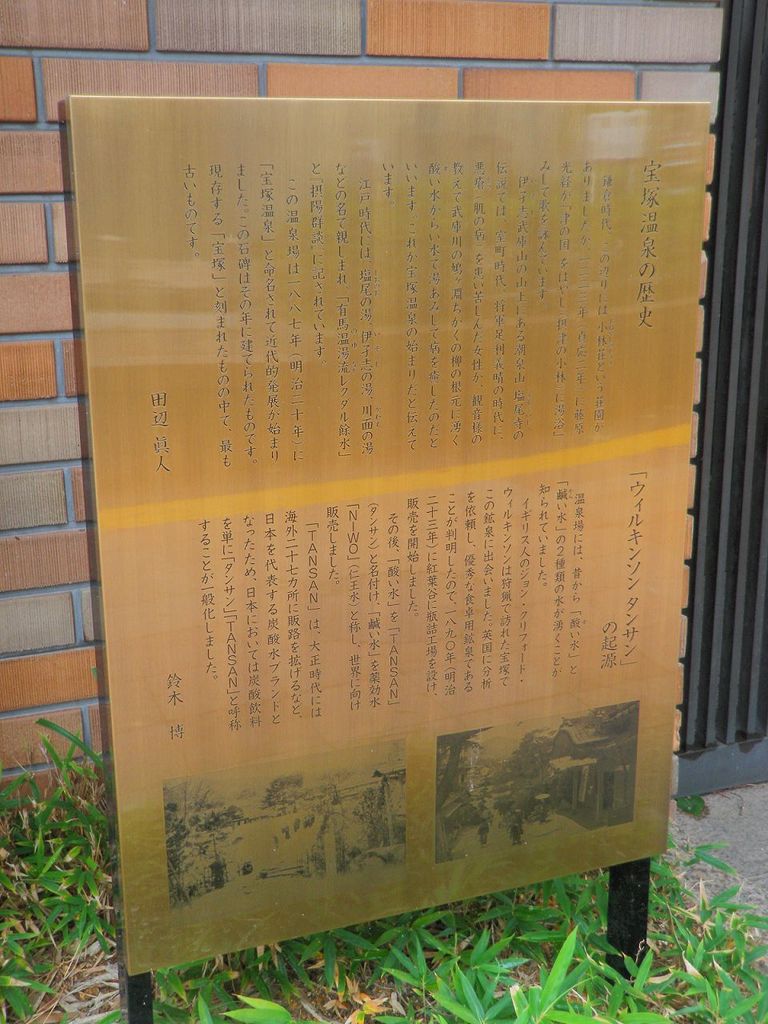 宝塚温泉の歴史
鎌倉時代、この辺りには小林荘という荘園が
ありましたが、一二二三年（貞応二年）に藤原
光経が「津の国をはいし摂津の小林に湯浴」
みして歌を詠んでいます。
伊子志武庫山の山上にある潮泉山 塩尾寺の
伝説では、室町時代、将軍足利義晴の時代に、
悪瘡（肌の病）を患い苦しんだ女性が、観音様の
教えで武庫川の鳩ヶ淵ちかくの柳の根元に湧く
酸い水から い水で湯あみして病を癒したのだと
いいます。これが宝塚温泉の始まりだと伝えて
います。
江戸時代には、塩尾の湯、伊子志の湯、川面の湯
などの名で親しまれ、「有馬温湯流レクダル餘水」
と「摂陽群談」に記されています。
この温泉場は一八八七年（明治二十年）に
「宝塚温泉」と命名されて近代的発展が始まり
ました。この石碑はその年に建てられたものです。
現存する「宝塚」と刻まれたものの中で、最も
古いものです。
田辺 眞人
「ウィルキンソン タンサン」
の起源
温泉場には、昔から「酸い水」と
「鹹い水」の２種類の水が湧くことが
知られていました。
イギリス人のジョン・クリフォード・
ウィルキンソンは狩猟で訪れた宝塚で
この鉱泉に出会いました。英国に分析
を依頼し、優秀な食卓用鉱泉である
ことが判明したので、一八九〇年（明治
二十三年）に紅葉谷に瓶詰工場を設け、
販売を開始しました。
その後、「酸い水」を「ＴＡＮＳＡＮ」
（タンサン）と名付け、「鹹い水」を薬効水
「ＮＩＷＯ」（仁王水）と称し、世界に向け
販売しました。
「ＴＡＮＳＡＮ」は、大正時代には
海外二十七カ所に販路を拡げるなど、
日本を代表する炭酸水ブランドと
なったため、日本においては炭酸飲料
を単に「タンサン」「ＴＡＮＳＡＮ」と呼称
することが一般化しました。
鈴木 博